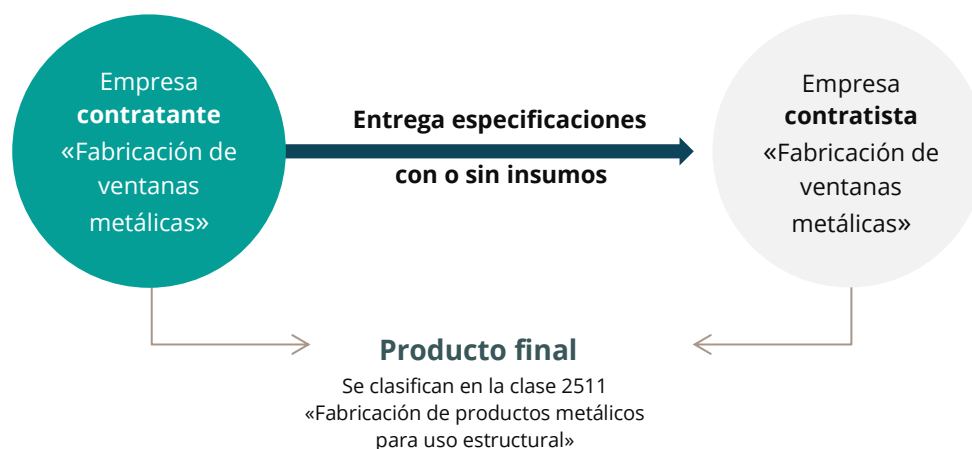 Empresa
contratante
«Fabricación de
ventanas
metálicas»
Entrega especificaciones
con o sin insumos
Empresa
contratista
«Fabricación de
ventanas
metálicas»
Producto final
Se clasifican en la clase 2511
«Fabricación de productos metálicos
para uso estructural»